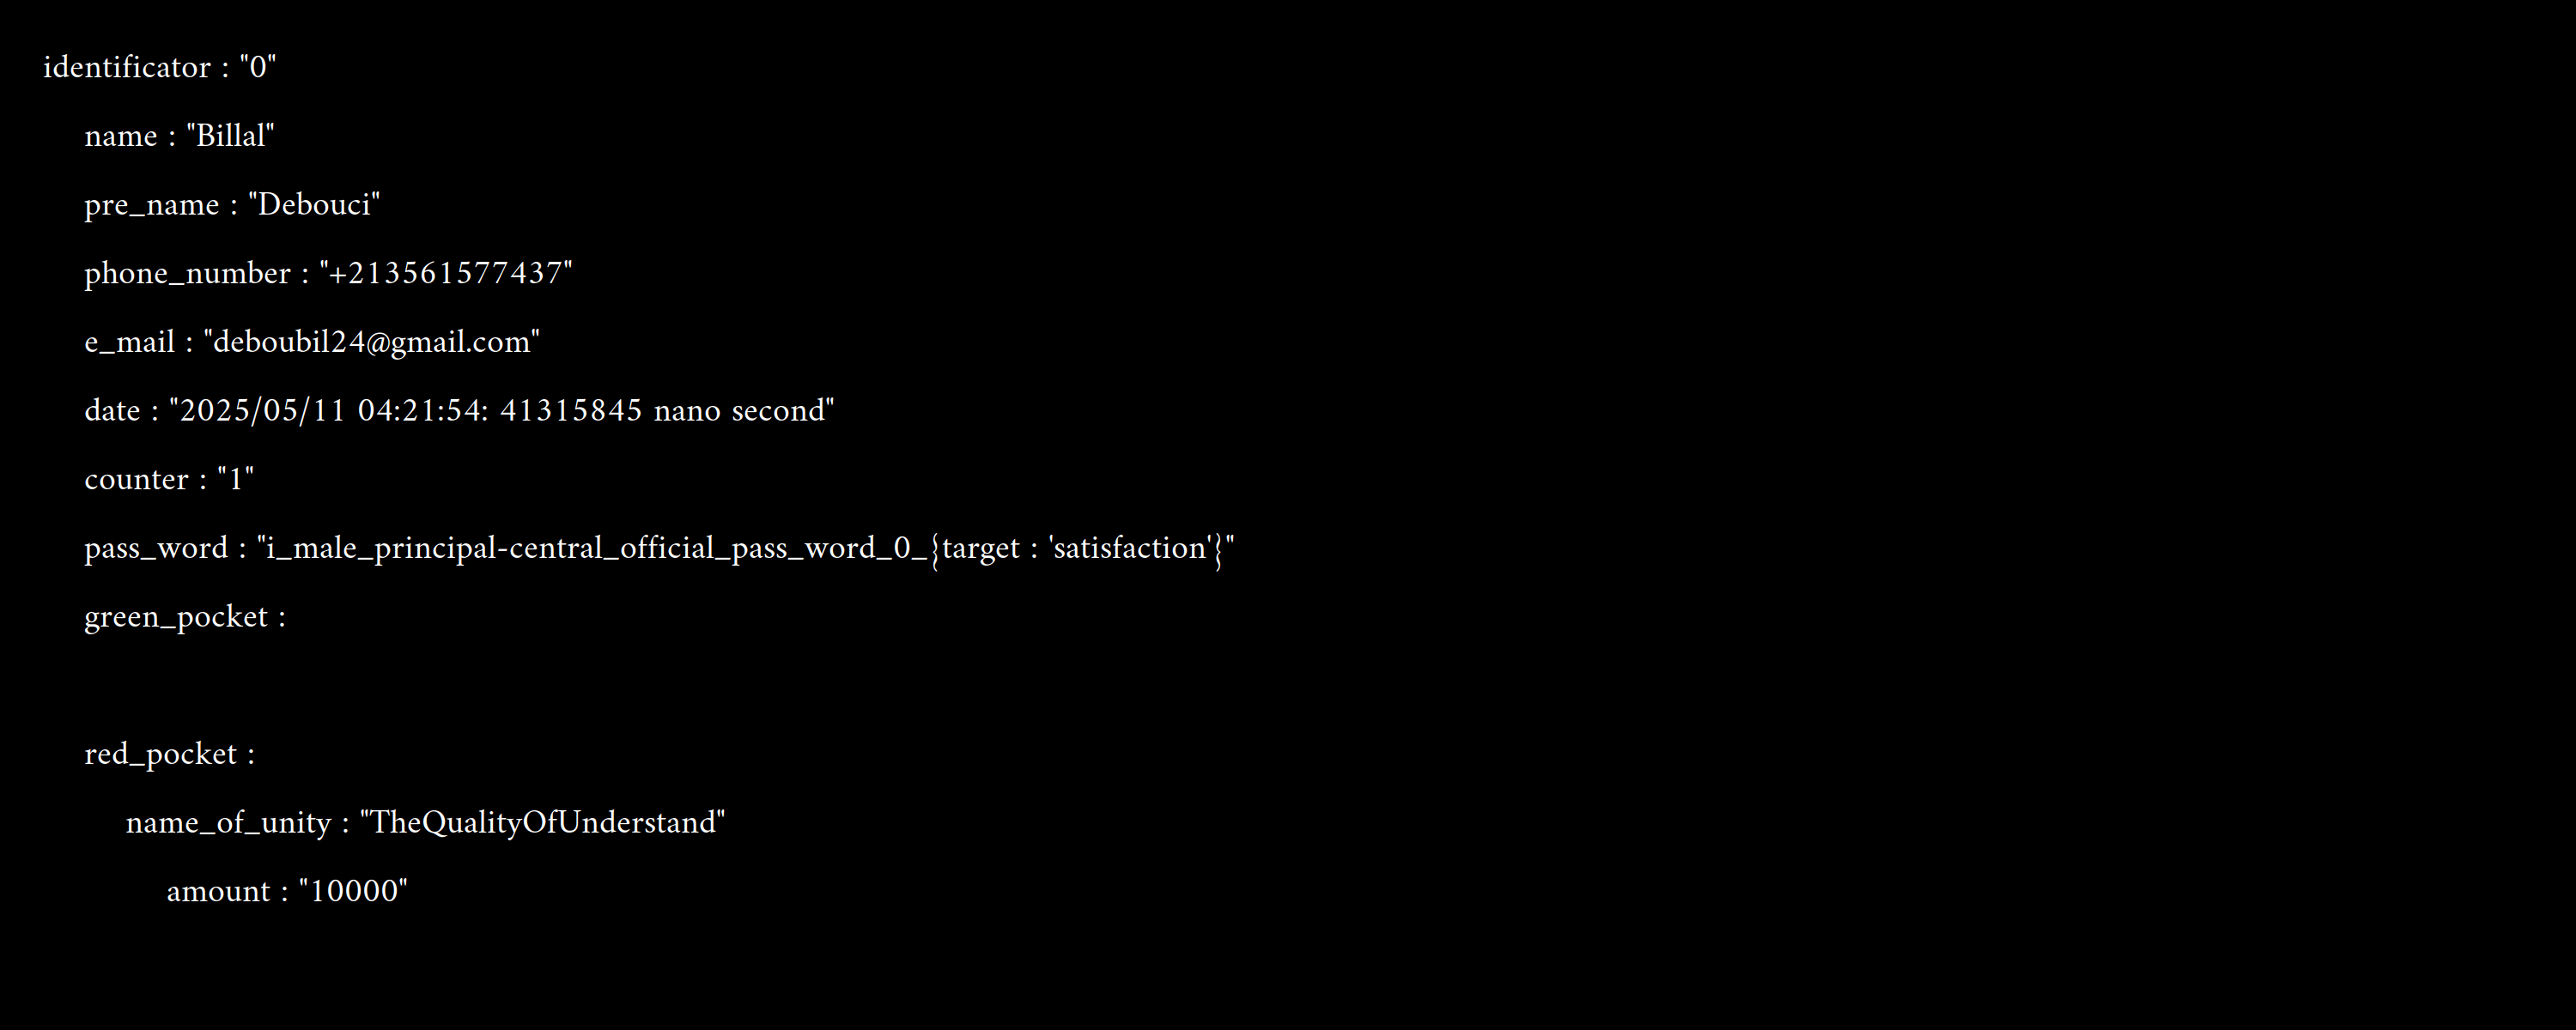 identificator : "0"
name : "Billal"
pre_name : "Debouci"
phone_number : "+213561577437"
e_mail : "deboubil24@gmail.com"
date : "2025/05/11 04:21:54: 41315845 nano second"
counter : "1"
pass_word : "i_male_principal-central_official_pass_word_0_{target : 'satisfaction'}"
green_pocket :
red_pocket :
name_of_unity : "TheQualityOfUnderstand"
amount : "10000"